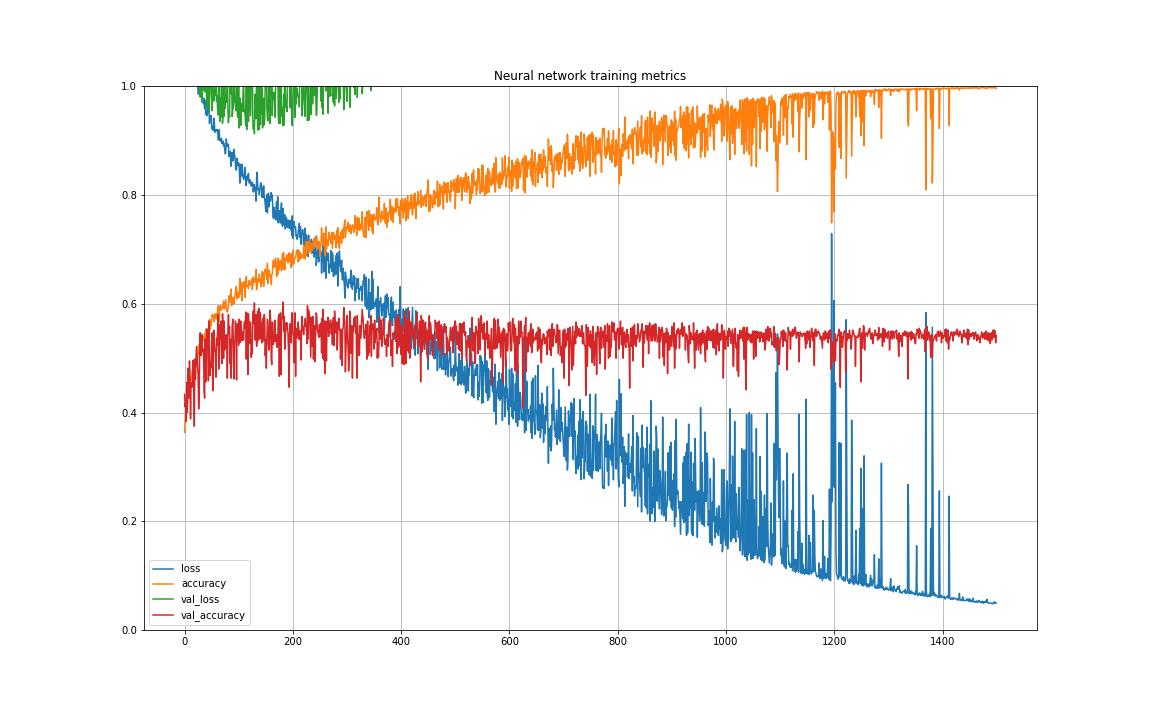 Neural network training metrics
1.0
0.8
0.6
0.4
0.2
0.0
loss
accuracy
val_loss
val_accuracy
0 200 400 600 800 1000 1200 1400